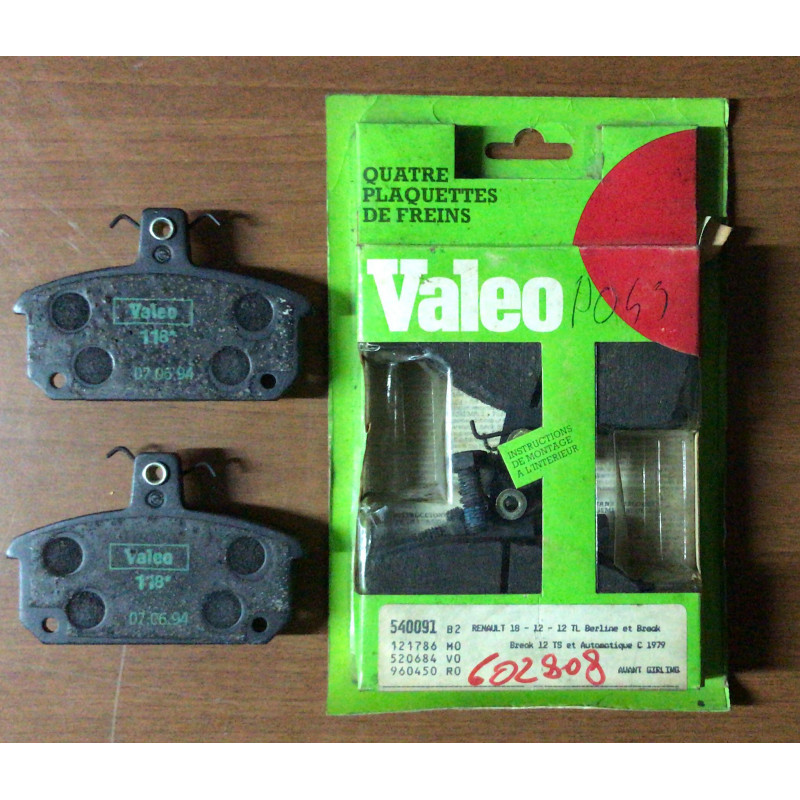 Valeo
118*
07.06.94
Valeo
118*
07.06.94
QUATRE
PLAQUETTES
DE FREINS
Valeo
P043
INSTRUCTIONS
DE MONTAGE
A L'INTERIEUR
540091 B2 RENAULT 18 - 12 - 12 TL Berline et Break
121786 M0 Break 12 TS et Automatique C 1979
520684 V0
960450 R0 AVANT GIRLING
602808